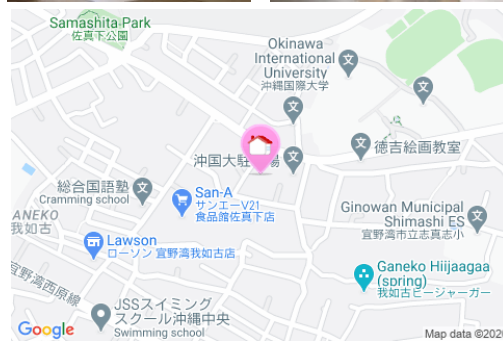 Samashita Park
佐真下公園
Okinawa
International
University
沖縄国際大学
沖国大駐
場
徳吉絵画教室
総合国語塾
Cramming school
San-A
サンエーV21
食品館佐真下店
Ginowan Municipal
Shimashi ES
宜野湾市立志真志小
ANEKO
我如古
Lawson
ローソン 宜野湾我如古店
Ganeko Hiijaagaa
(spring)
我如古ヒージャーガー
宜野湾西原線
JSSスイミング
スクール沖縄中央
Swimming school
Google
Map data ©2020